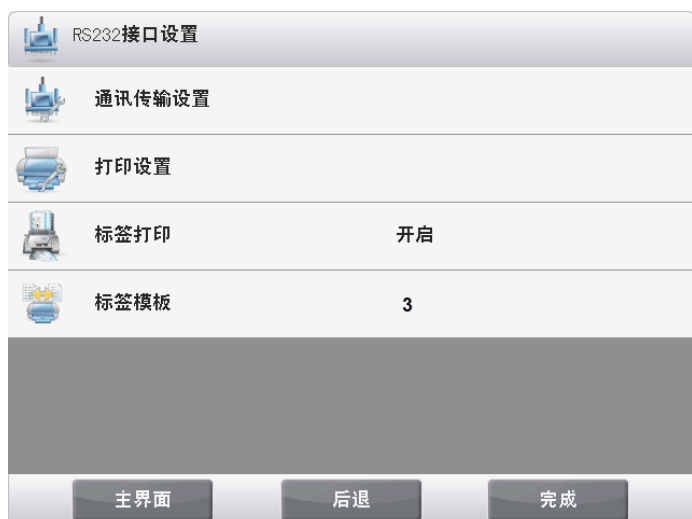 RS232接口设置
通讯传输设置
打印设置
标签打印 开启
标签模板 3
主界面 后退 完成